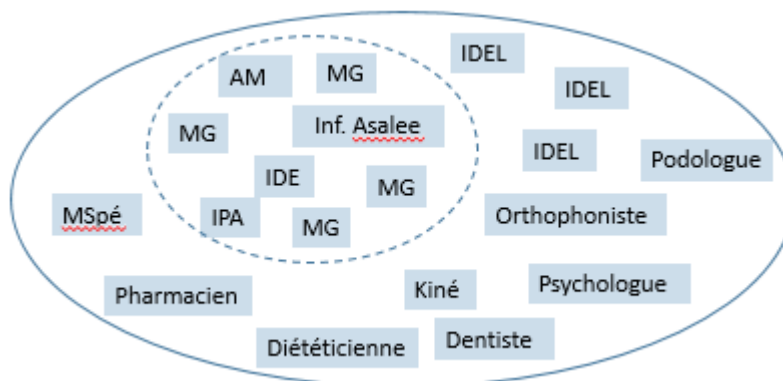 IDEL
AM
MG
IDEL
MG
Inf. Asalee
IDEL
Podologue
IDE
MG
MSpé
IPA
MG
Orthophoniste
Pharmacien
Kiné
Psychologue
Diététicienne
Dentiste